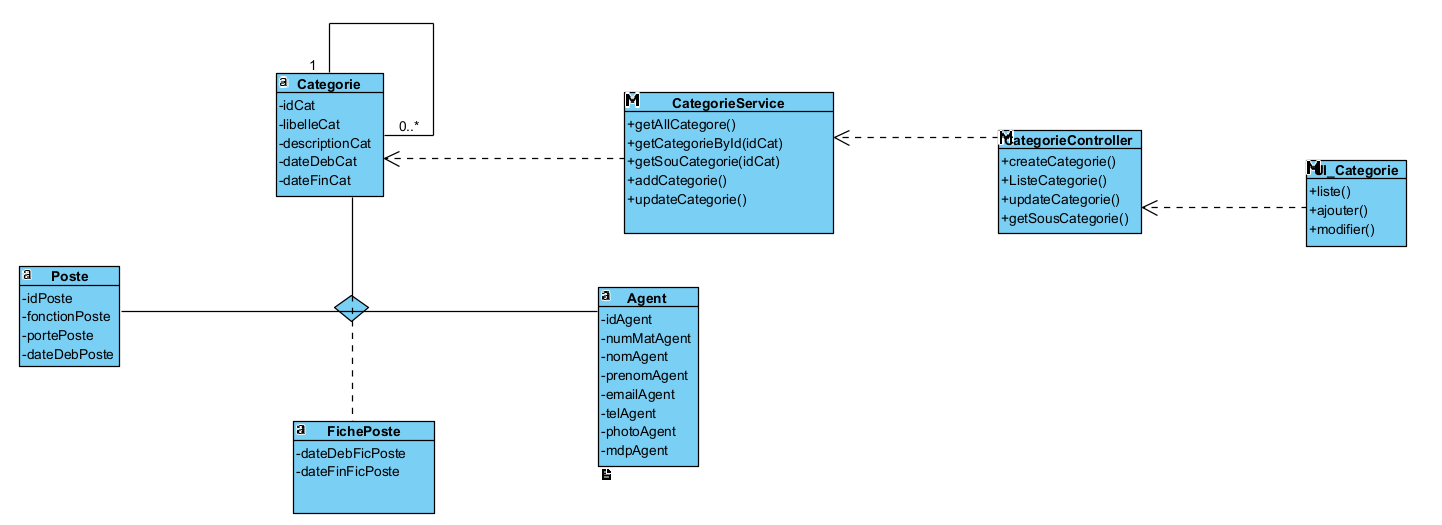 1
0..*
Categorie
-idCat
-libelleCat
-descriptionCat
-dateDebCat
-dateFinCat
CategorieService
+getAllCategore()
+getCategorieById(idCat)
+getSouCategorie(idCat)
+addCategorie()
+updateCategorie()
CategorieController
+createCategorie()
+ListeCategorie()
+updateCategorie()
+getSousCategorie()
UI_Categorie
+liste()
+ajouter()
+modifier()
Poste
-idPoste
-fonctionPoste
-portePoste
-dateDebPoste
Agent
-idAgent
-numMatAgent
-nomAgent
-prenomAgent
-emailAgent
-telAgent
-photoAgent
-mdpAgent
FichePoste
-dateDebFicPoste
-dateFinFicPoste